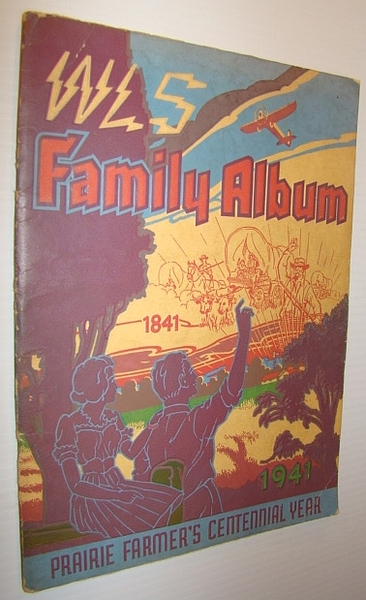 WLS
Family Album
1841
1941
PRAIRIE FARMER'S CENTENNIAL YEAR